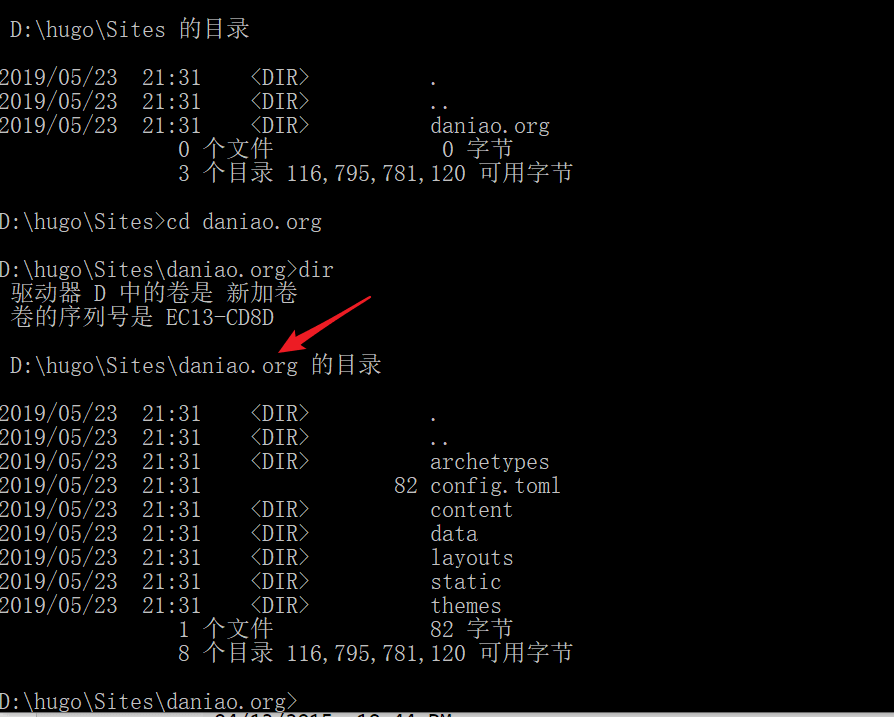 D:\hugo\Sites 的目录
2019/05/23 21:31 <DIR> .
2019/05/23 21:31 <DIR> ..
2019/05/23 21:31 <DIR> daniao.org
0 个文件 0 字节
3 个目录 116,795,781,120 可用字节
D:\hugo\Sites>cd daniao.org
D:\hugo\Sites\daniao.org>dir
驱动器 D 中的卷是 新加卷
卷的序列号是 EC13-CD8D
D:\hugo\Sites\daniao.org 的目录
2019/05/23 21:31 <DIR> .
2019/05/23 21:31 <DIR> ..
2019/05/23 21:31 <DIR> archetypes
2019/05/23 21:31 82 config.toml
2019/05/23 21:31 <DIR> content
2019/05/23 21:31 <DIR> data
2019/05/23 21:31 <DIR> layouts
2019/05/23 21:31 <DIR> static
2019/05/23 21:31 <DIR> themes
1 个文件 82 字节
8 个目录 116,795,781,120 可用字节
D:\hugo\Sites\daniao.org>